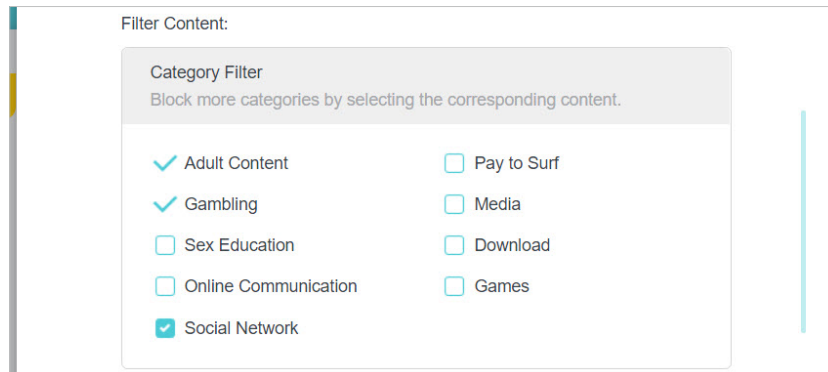 Filter Content:
Category Filter
Block more categories by selecting the corresponding content.
Adult Content
Pay to Surf
Gambling
Media
Sex Education
Download
Online Communication
Games
Social Network